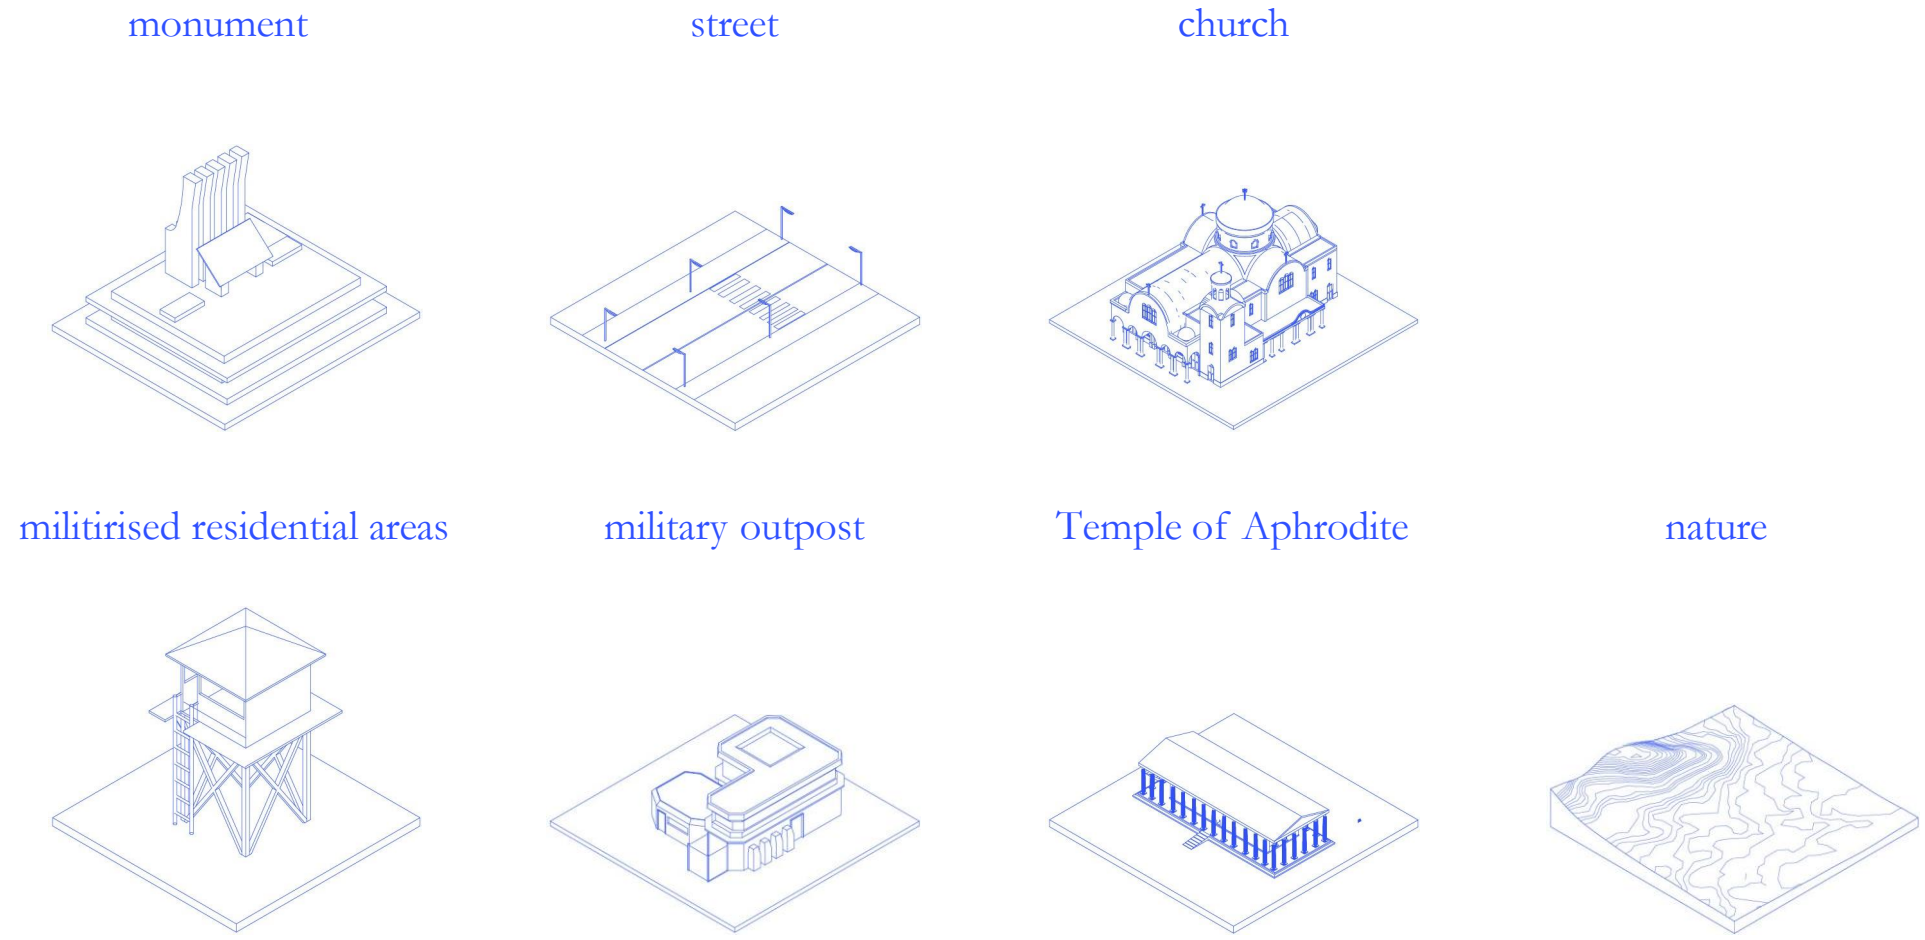 monument
street
church
militirised residential areas
military outpost
Temple of Aphrodite
nature